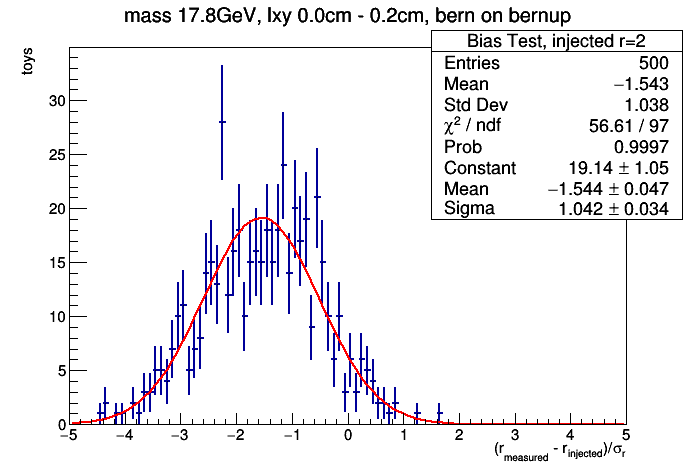 mass 17.8GeV, lxy 0.0cm - 0.2cm, bern on bernup
toys
Bias Test, injected r=2
Entries 500
Mean −1.543
Std Dev 1.038
χ² / ndf 56.61 / 97
Prob 0.9997
Constant 19.14 ± 1.05
Mean −1.544 ± 0.047
Sigma 1.042 ± 0.034
30
25
20
15
10
5
0
−5 −4 −3 −2 −1 0 1 2 3 4 5
(r_measured - r_injected)/σ_r